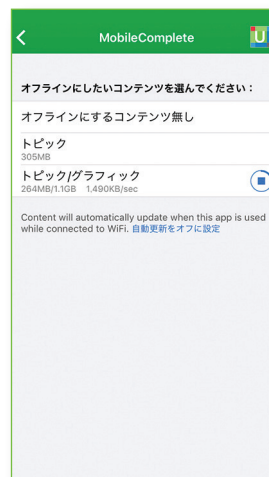 MobileComplete
U
オフラインにしたいコンテンツを選んでください：
オフラインにするコンテンツ無し
トピック
305MB
トピック/グラフィック
264MB/1.1GB 1,490KB/sec
Content will automatically update when this app is used
while connected to WiFi. 自動更新をオフに設定